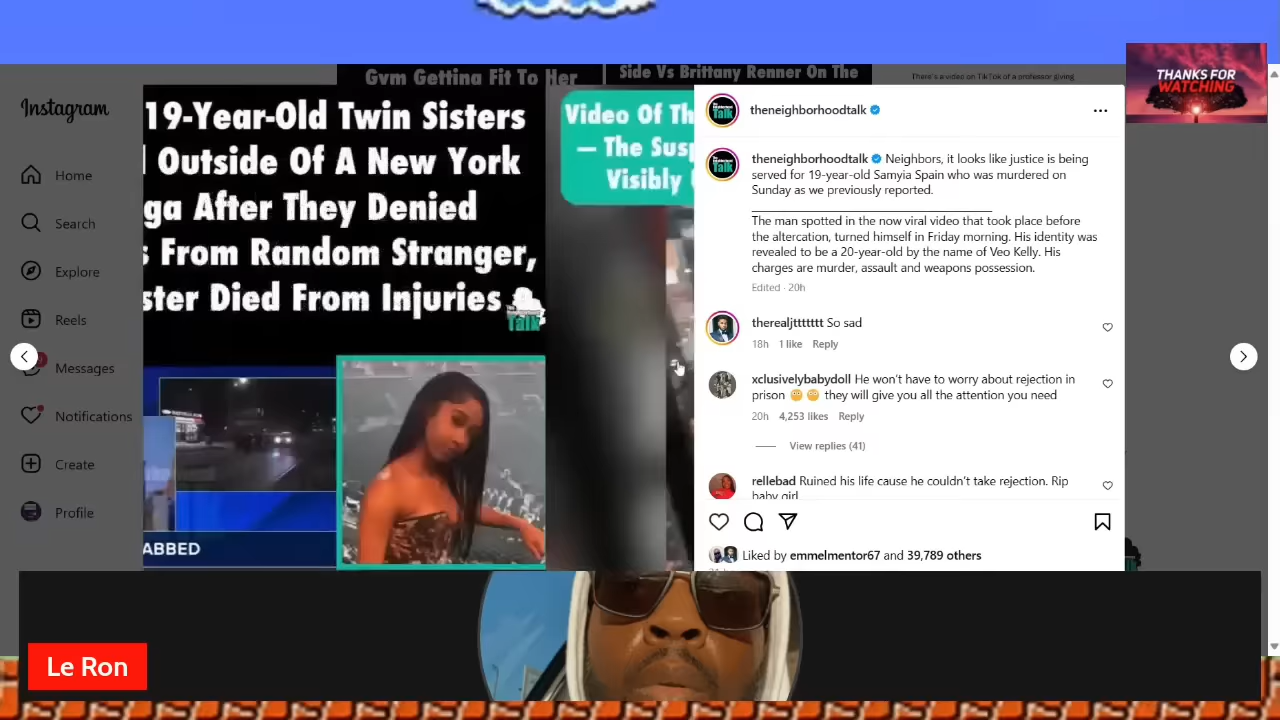 Gym Getting Fit To Her
Side Vs Brittany Renner On The
There's a video on TikTok of a professor giving
THANKS FOR
WATCHING
Instagram
Home
Search
Explore
Reels
Messages
Notifications
Create
Profile
19-Year-Old Twin Sisters
Outside Of A New York
ga After They Denied
From Random Stranger,
ster Died From Injuries
Talk
ABBED
Video Of Th
— The Susp
Visibly
Talk
theneighborhoodtalk
•••
Talk
theneighborhoodtalk Neighbors, it looks like justice is being
served for 19-year-old Samyia Spain who was murdered on
Sunday as we previously reported.
The man spotted in the now viral video that took place before
the altercation, turned himself in Friday morning. His identity was
revealed to be a 20-year-old by the name of Veo Kelly. His
charges are murder, assault and weapons possession.
Edited · 20h
therealjttttttt So sad
18h 1 like Reply
xclusivelybabydoll He won't have to worry about rejection in
prison 😳 😳 they will give you all the attention you need
20h 4,253 likes Reply
View replies (41)
rellebad Ruined his life cause he couldn't take rejection. Rip
baby girl
Liked by emmelmentor67 and 39,789 others
Le Ron